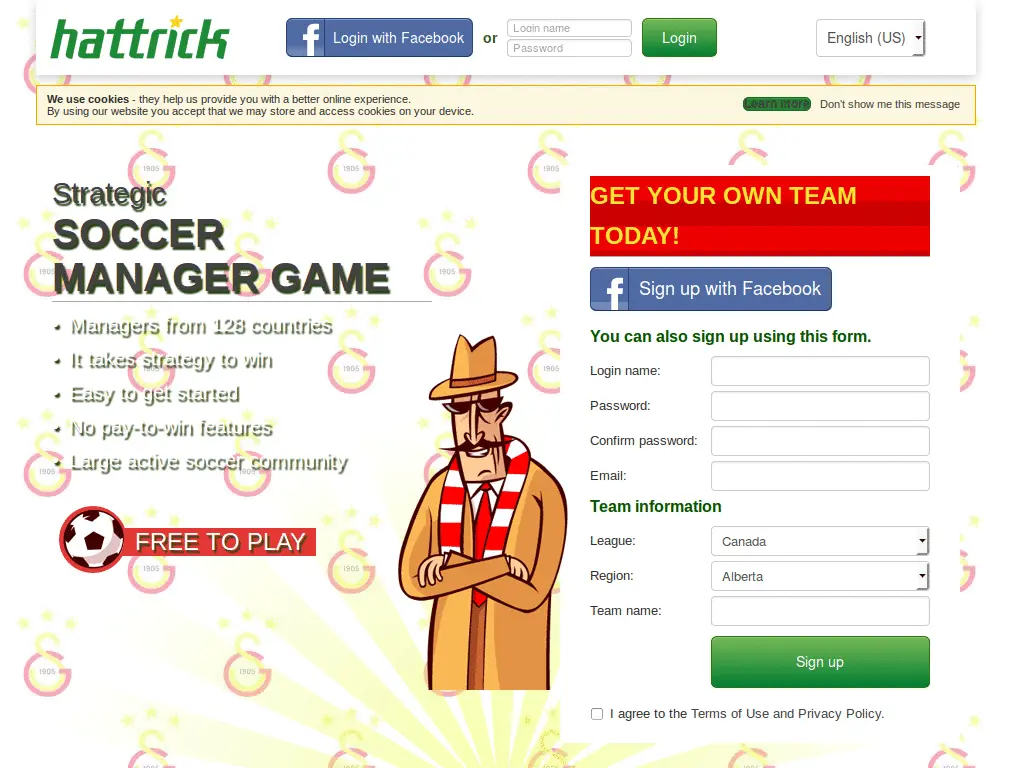 hattrick
Login with Facebook
or
Login name
Password
Login
English (US)
We use cookies - they help us provide you with a better online experience.
By using our website you accept that we may store and access cookies on your device.
Learn more
Don't show me this message
Strategic
SOCCER
MANAGER GAME
• Managers from 128 countries
• It takes strategy to win
• Easy to get started
• No pay-to-win features
• Large active soccer community
FREE TO PLAY
GET YOUR OWN TEAM
TODAY!
Sign up with Facebook
You can also sign up using this form.
Login name:
Password:
Confirm password:
Email:
Team information
League:
Canada
Region:
Alberta
Team name:
Sign up
I agree to the Terms of Use and Privacy Policy.
1905